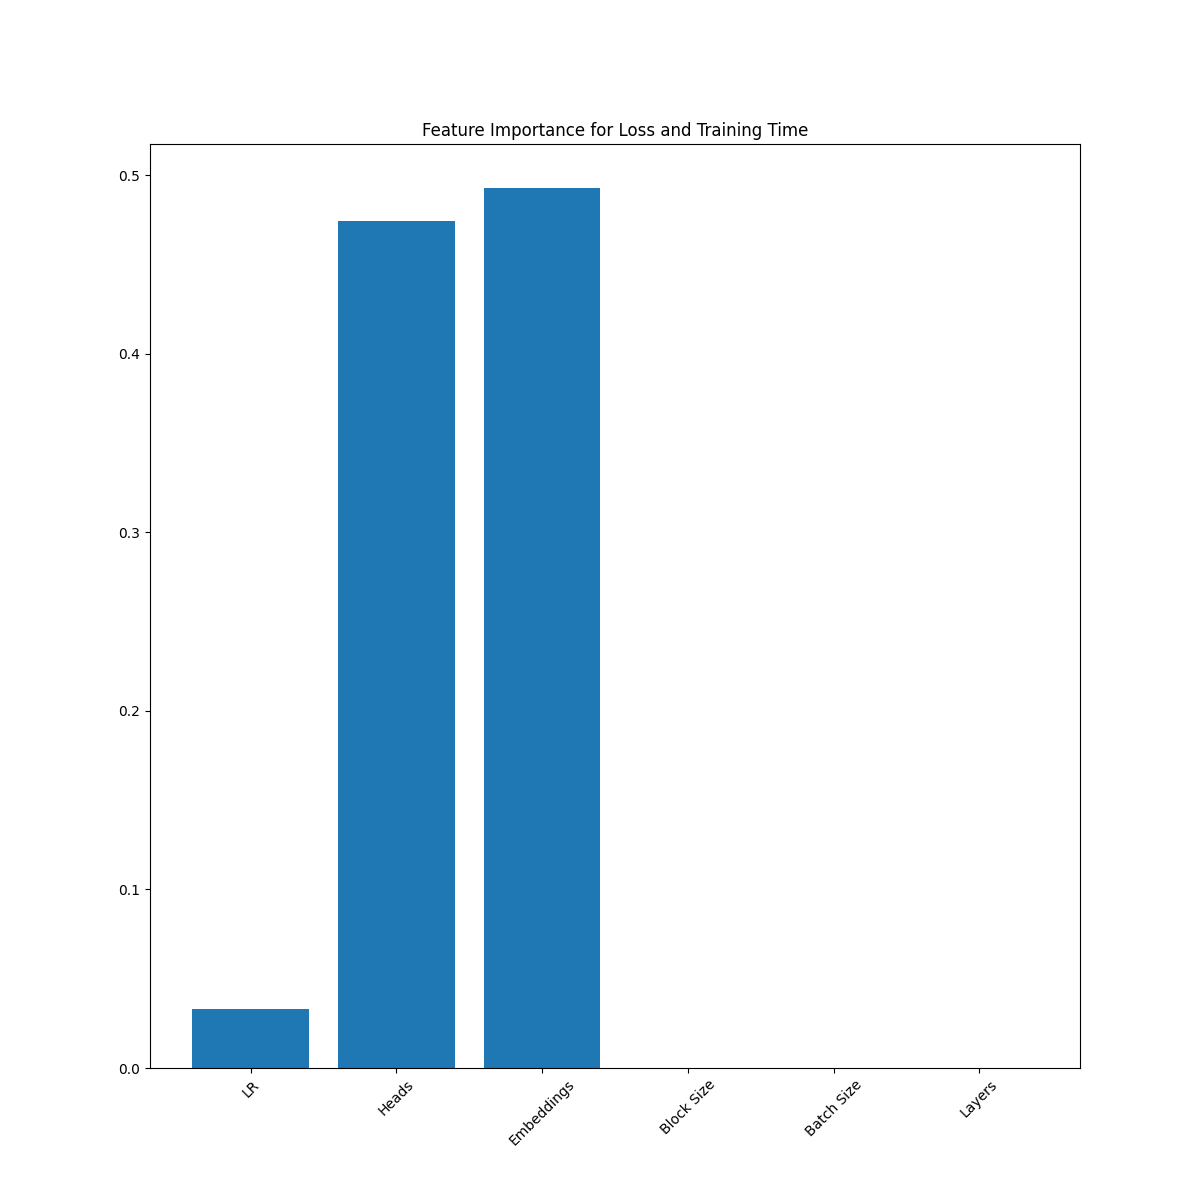 Feature Importance for Loss and Training Time
0.5
0.4
0.3
0.2
0.1
0.0
LR
Heads
Embeddings
Block Size
Batch Size
Layers